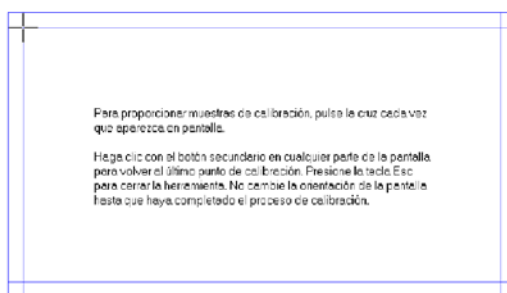 Para proporcionar muestras de calibración, pulse la cruz cada vez
que aparezca en pantalla.
Haga clic con el botón secundario en cualquier parte de la pantalla
para volver al último punto de calibración. Presione la tecla Esc
para cerrar la herramienta. No cambie la orientación de la pantalla
hasta que haya completado el proceso de calibración.